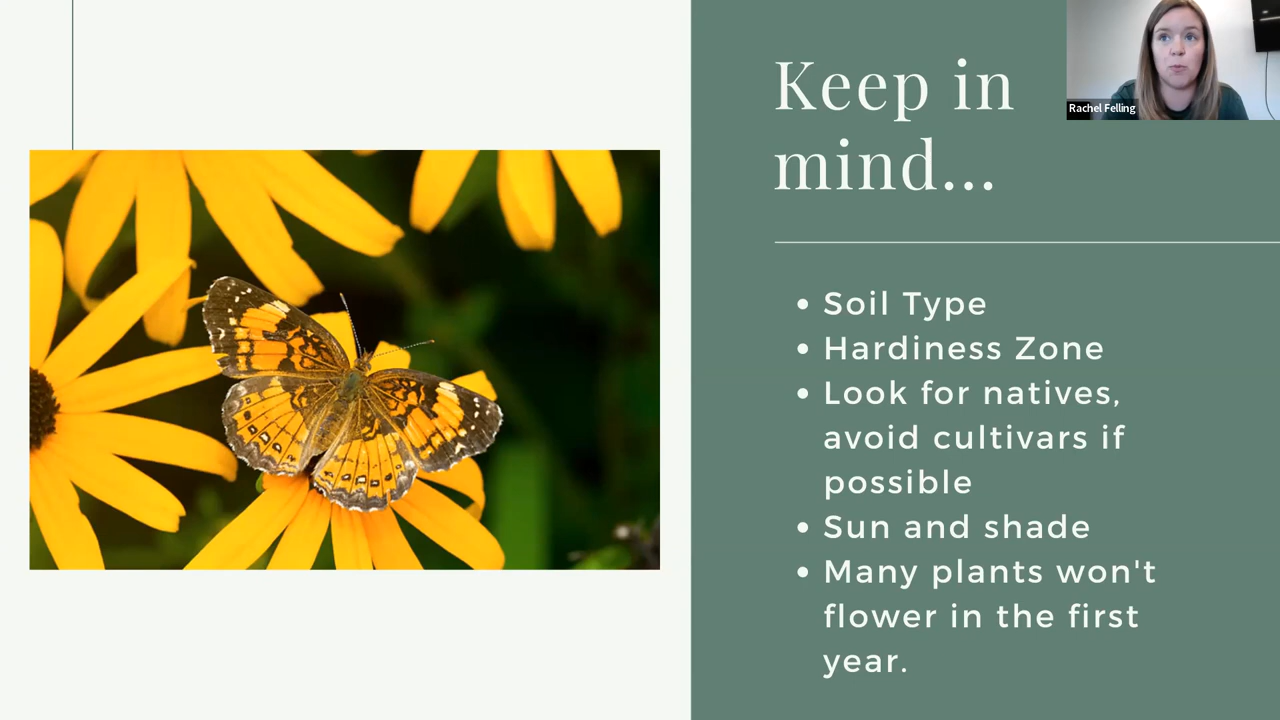 Keep in
mind...
Rachel Felling
• Soil Type
• Hardiness Zone
• Look for natives,
avoid cultivars if
possible
• Sun and shade
• Many plants won't
flower in the first
year.